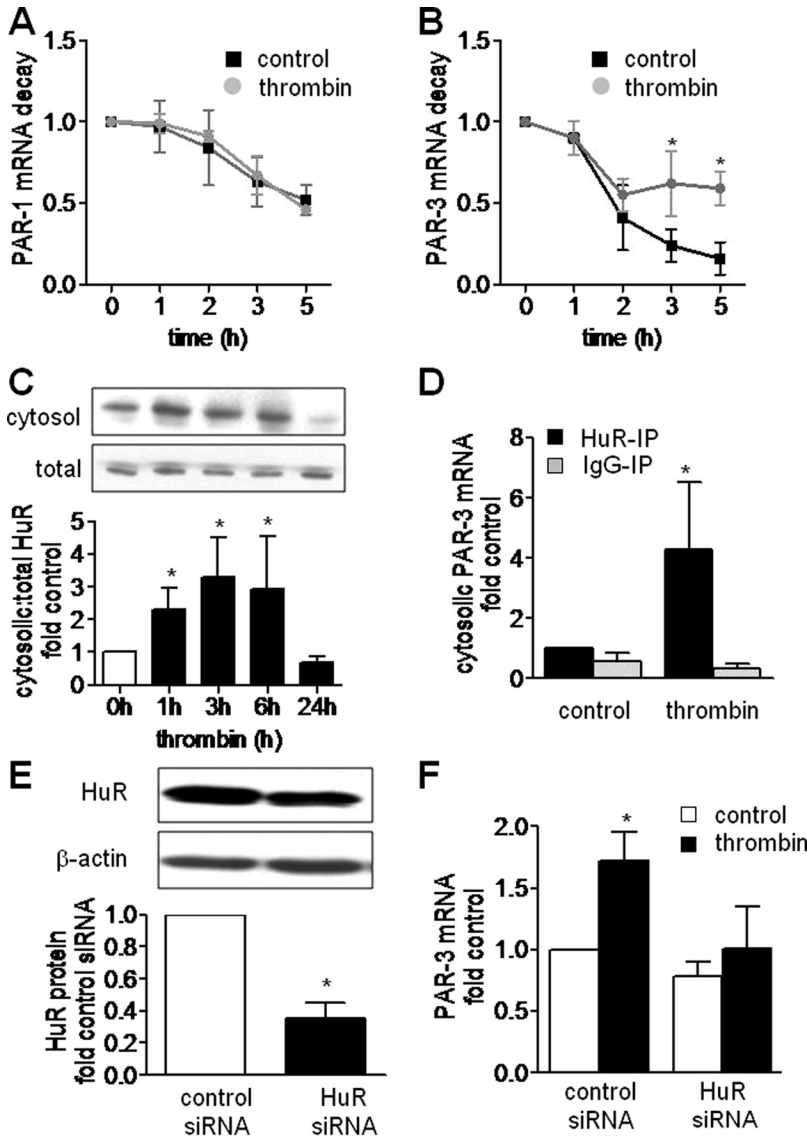 A
PAR-1 mRNA decay
1.5
1.0
0.5
0.0
control
thrombin
0 1 2 3 5
time (h)
B
PAR-3 mRNA decay
1.5
1.0
0.5
0.0
control
thrombin
* *
0 1 2 3 5
time (h)
C
cytosol
total
cytosolic:total HuR
fold control
5
4
3
2
1
0
* * *
0h 1h 3h 6h 24h
thrombin (h)
D
cytosolic PAR-3 mRNA
fold control
8
6
4
2
0
HuR-IP
IgG-IP
*
control thrombin
E
HuR
β-actin
HuR protein
fold control siRNA
1.0
0.8
0.6
0.4
0.2
0.0
*
control
siRNA
HuR
siRNA
F
PAR-3 mRNA
fold control
2.0
1.5
1.0
0.5
0.0
control
thrombin
*
control
siRNA
HuR
siRNA